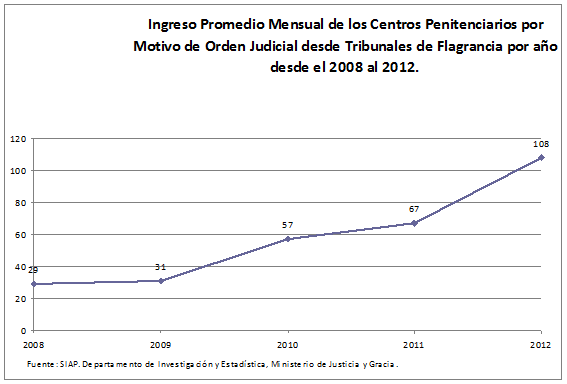 Ingreso Promedio Mensual de los Centros Penitenciarios por
Motivo de Orden Judicial desde Tribunales de Flagrancia por año
desde el 2008 al 2012.
120
100
80
60
40
20
0
29
31
57
67
108
2008 2009 2010 2011 2012
Fuente: SIAP. Departamento de Investigación y Estadística, Ministerio de Justicia y Gracia.